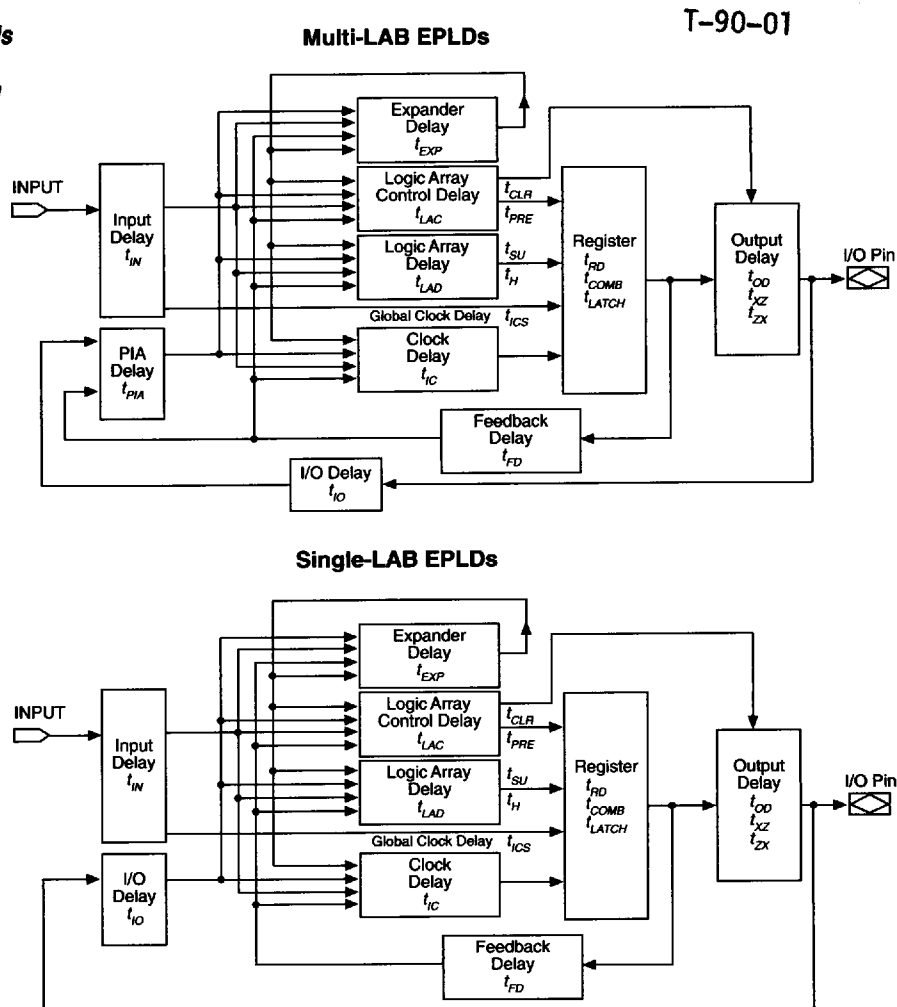 T-90-01
Multi-LAB EPLDs
Expander
Delay
tEXP
INPUT
Input
Delay
tIN
Logic Array
Control Delay
tLAC
tCLR
tPRE
Logic Array
Delay
tLAD
tSU
tH
Global Clock Delay tICS
Clock
Delay
tIC
Register
tRD
tCOMB
tLATCH
Output
Delay
tOD
tXZ
tZX
I/O Pin
PIA
Delay
tPIA
Feedback
Delay
tFD
I/O Delay
tIO
Single-LAB EPLDs
Expander
Delay
tEXP
INPUT
Input
Delay
tIN
Logic Array
Control Delay
tLAC
tCLR
tPRE
Logic Array
Delay
tLAD
tSU
tH
Global Clock Delay tICS
Clock
Delay
tIC
Register
tRD
tCOMB
tLATCH
Output
Delay
tOD
tXZ
tZX
I/O Pin
I/O
Delay
tIO
Feedback
Delay
tFD